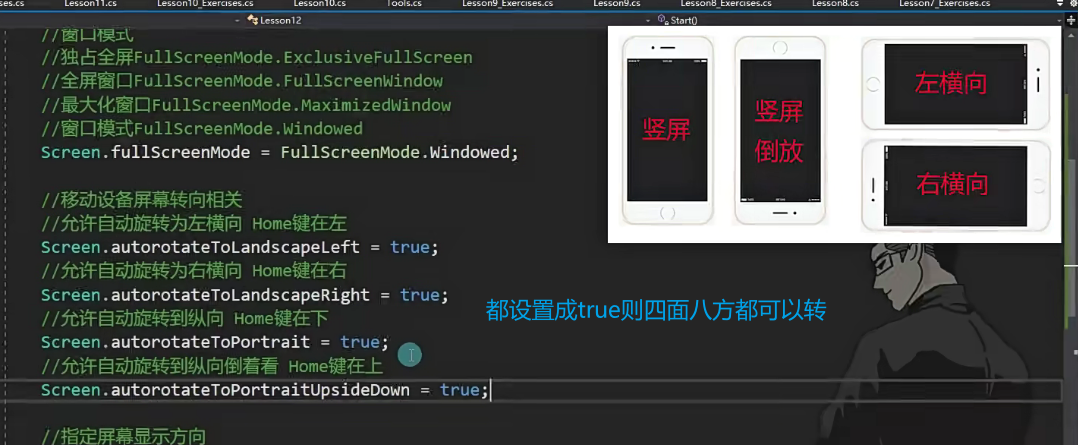 ses.cs
Lesson11.cs
Lesson10_Exercises.cs
Lesson10.cs
Tools.cs
Lesson9_Exercises.cs
Lesson9.cs
Lesson8_Exercises.cs
Lesson8.cs
Lesson7_Exercises.cs
Lesson12
Start()
//窗口模式
//独占全屏FullScreenMode.ExclusiveFullScreen
//全屏窗口FullScreenMode.FullScreenWindow
//最大化窗口FullScreenMode.MaximizedWindow
//窗口模式FullScreenMode.Windowed
Screen.fullScreenMode = FullScreenMode.Windowed;
//移动设备屏幕转向相关
//允许自动旋转为左横向 Home键在左
Screen.autorotateToLandscapeLeft = true;
//允许自动旋转为右横向 Home键在右
Screen.autorotateToLandscapeRight = true;
//允许自动旋转到纵向 Home键在下
Screen.autorotateToPortrait = true;
//允许自动旋转到纵向倒着看 Home键在上
Screen.autorotateToPortraitUpsideDown = true;
//指定屏幕显示方向
竖屏
竖屏
倒放
左横向
右横向
都设置成true则四面八方都可以转